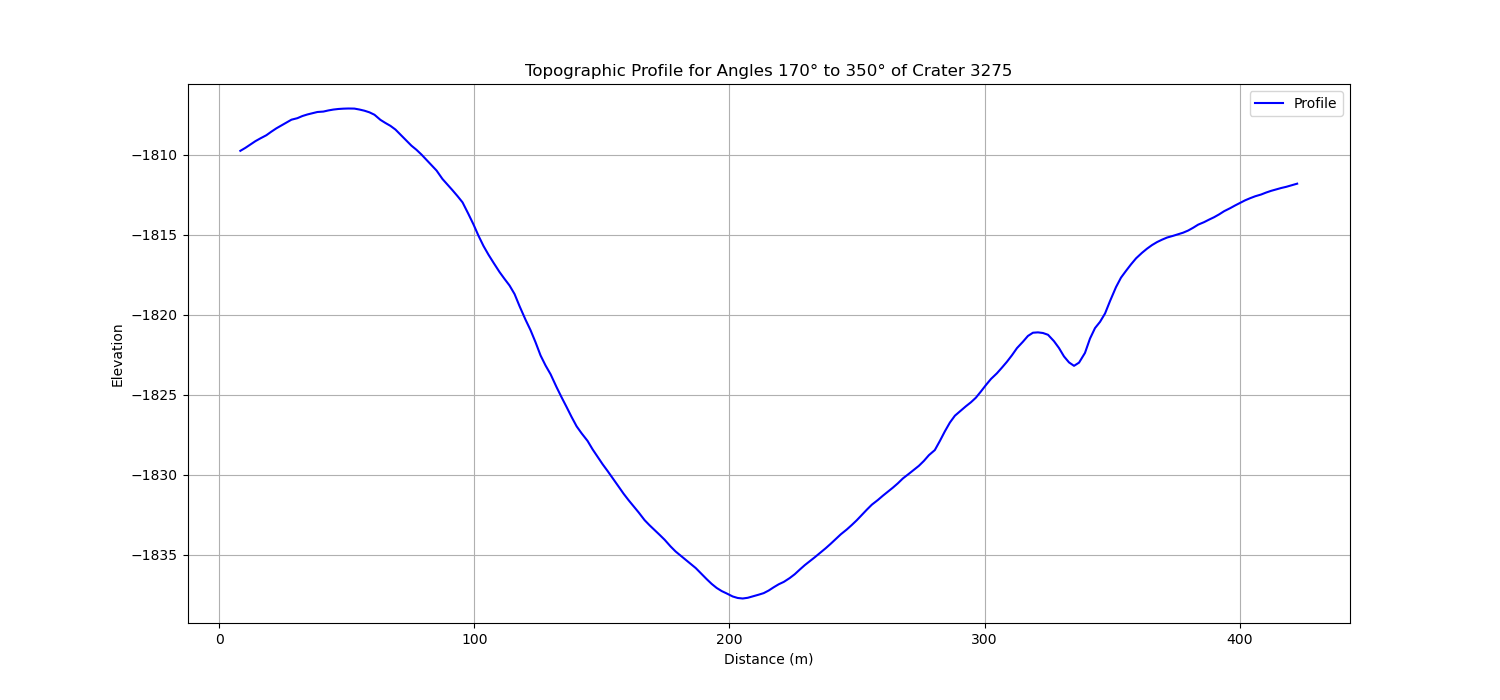 Topographic Profile for Angles 170° to 350° of Crater 3275
Profile
Elevation
−1810
−1815
−1820
−1825
−1830
−1835
0
100
200
300
400
Distance (m)